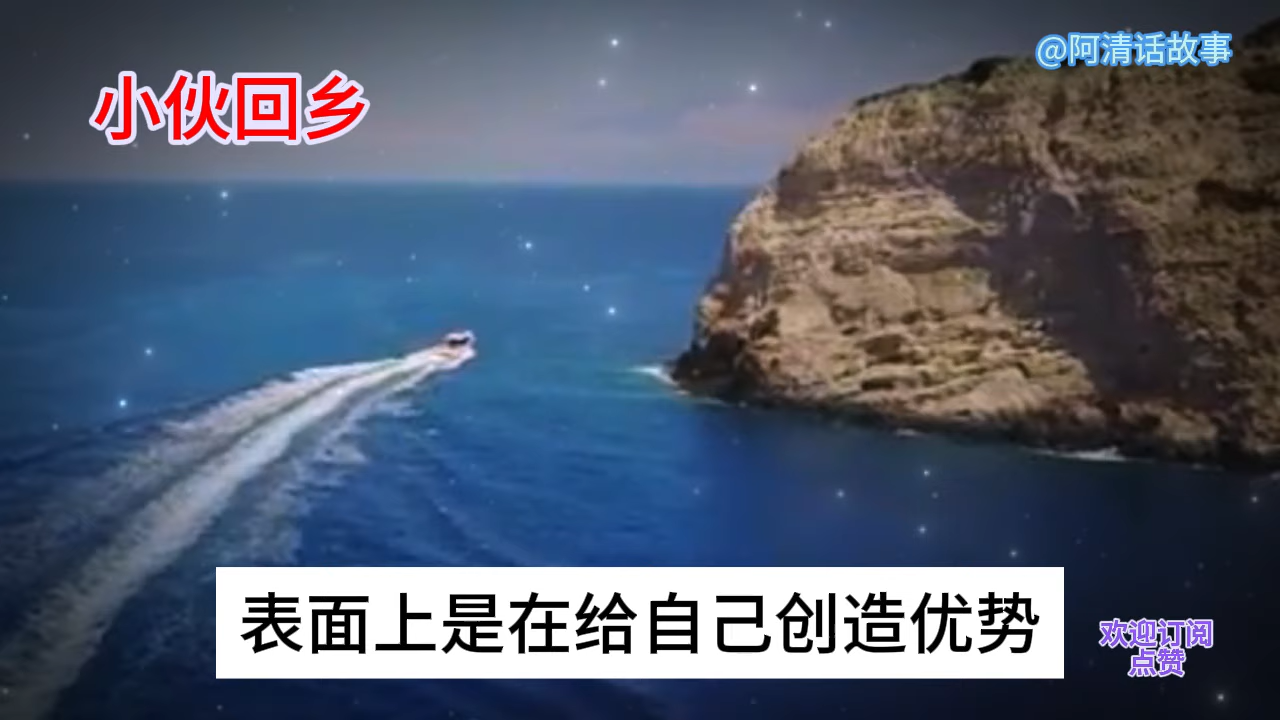 @阿清话故事
小伙回乡
表面上是在给自己创造优势
欢迎订阅
点赞